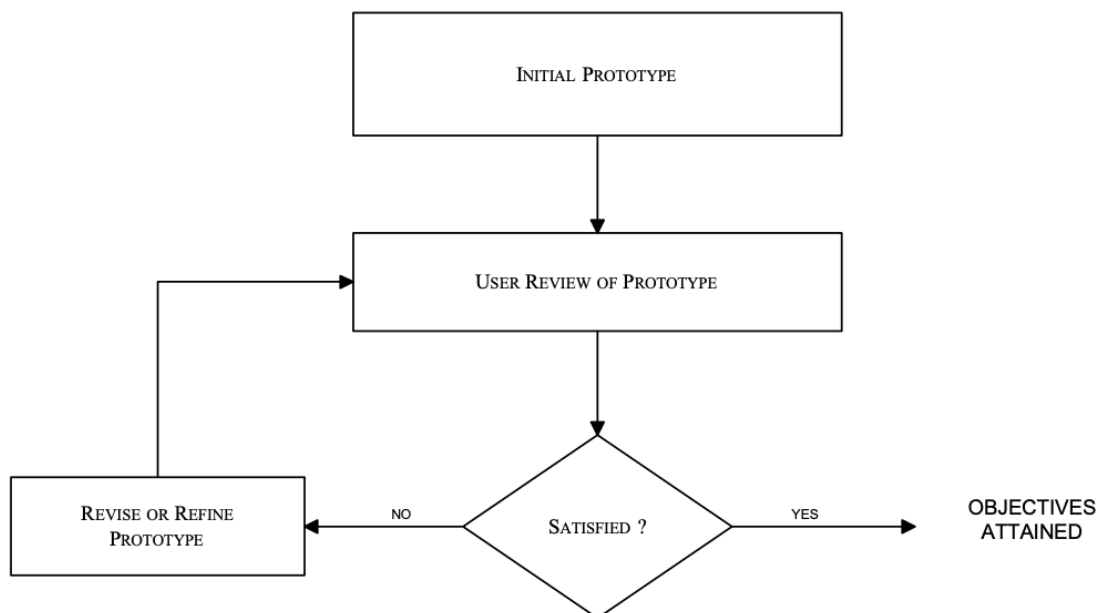 INITIAL PROTOTYPE
USER REVIEW OF PROTOTYPE
REVISE OR REFINE
PROTOTYPE
NO
SATISFIED ?
YES
OBJECTIVES
ATTAINED